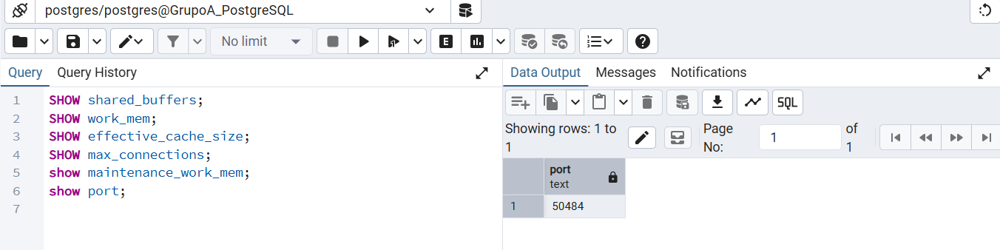 postgres/postgres@GrupoA_PostgreSQL
No limit
E
Query Query History
1 SHOW shared_buffers;
2 SHOW work_mem;
3 SHOW effective_cache_size;
4 SHOW max_connections;
5 show maintenance_work_mem;
6 show port;
7
Data Output Messages Notifications
SQL
Showing rows: 1 to
1
Page
No:
1
of
1
port
text
1 50484